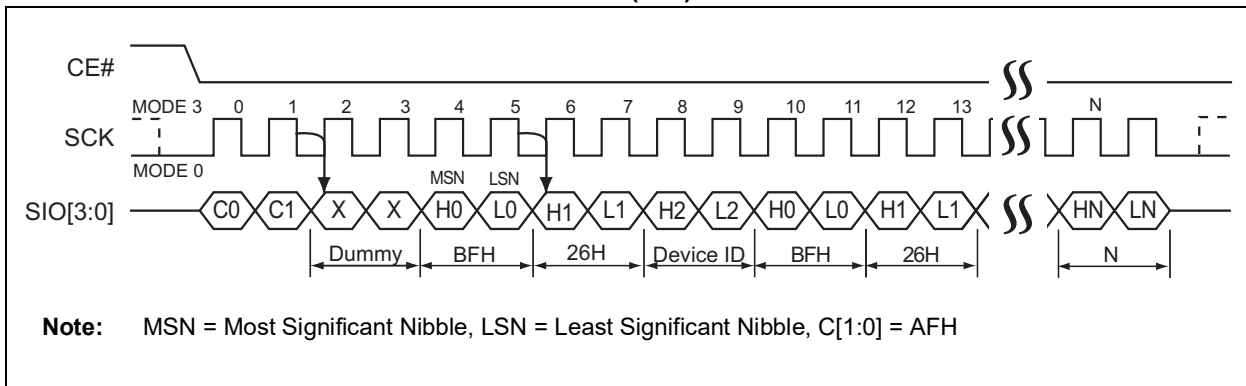 CE#
MODE 3 0 1 2 3 4 5 6 7 8 9 10 11 12 13 N
SCK
MODE 0
MSN LSN
SIO[3:0] C0 C1 X X H0 L0 H1 L1 H2 L2 H0 L0 H1 L1 HN LN
Dummy BFH 26H Device ID BFH 26H N
Note: MSN = Most Significant Nibble, LSN = Least Significant Nibble, C[1:0] = AFH